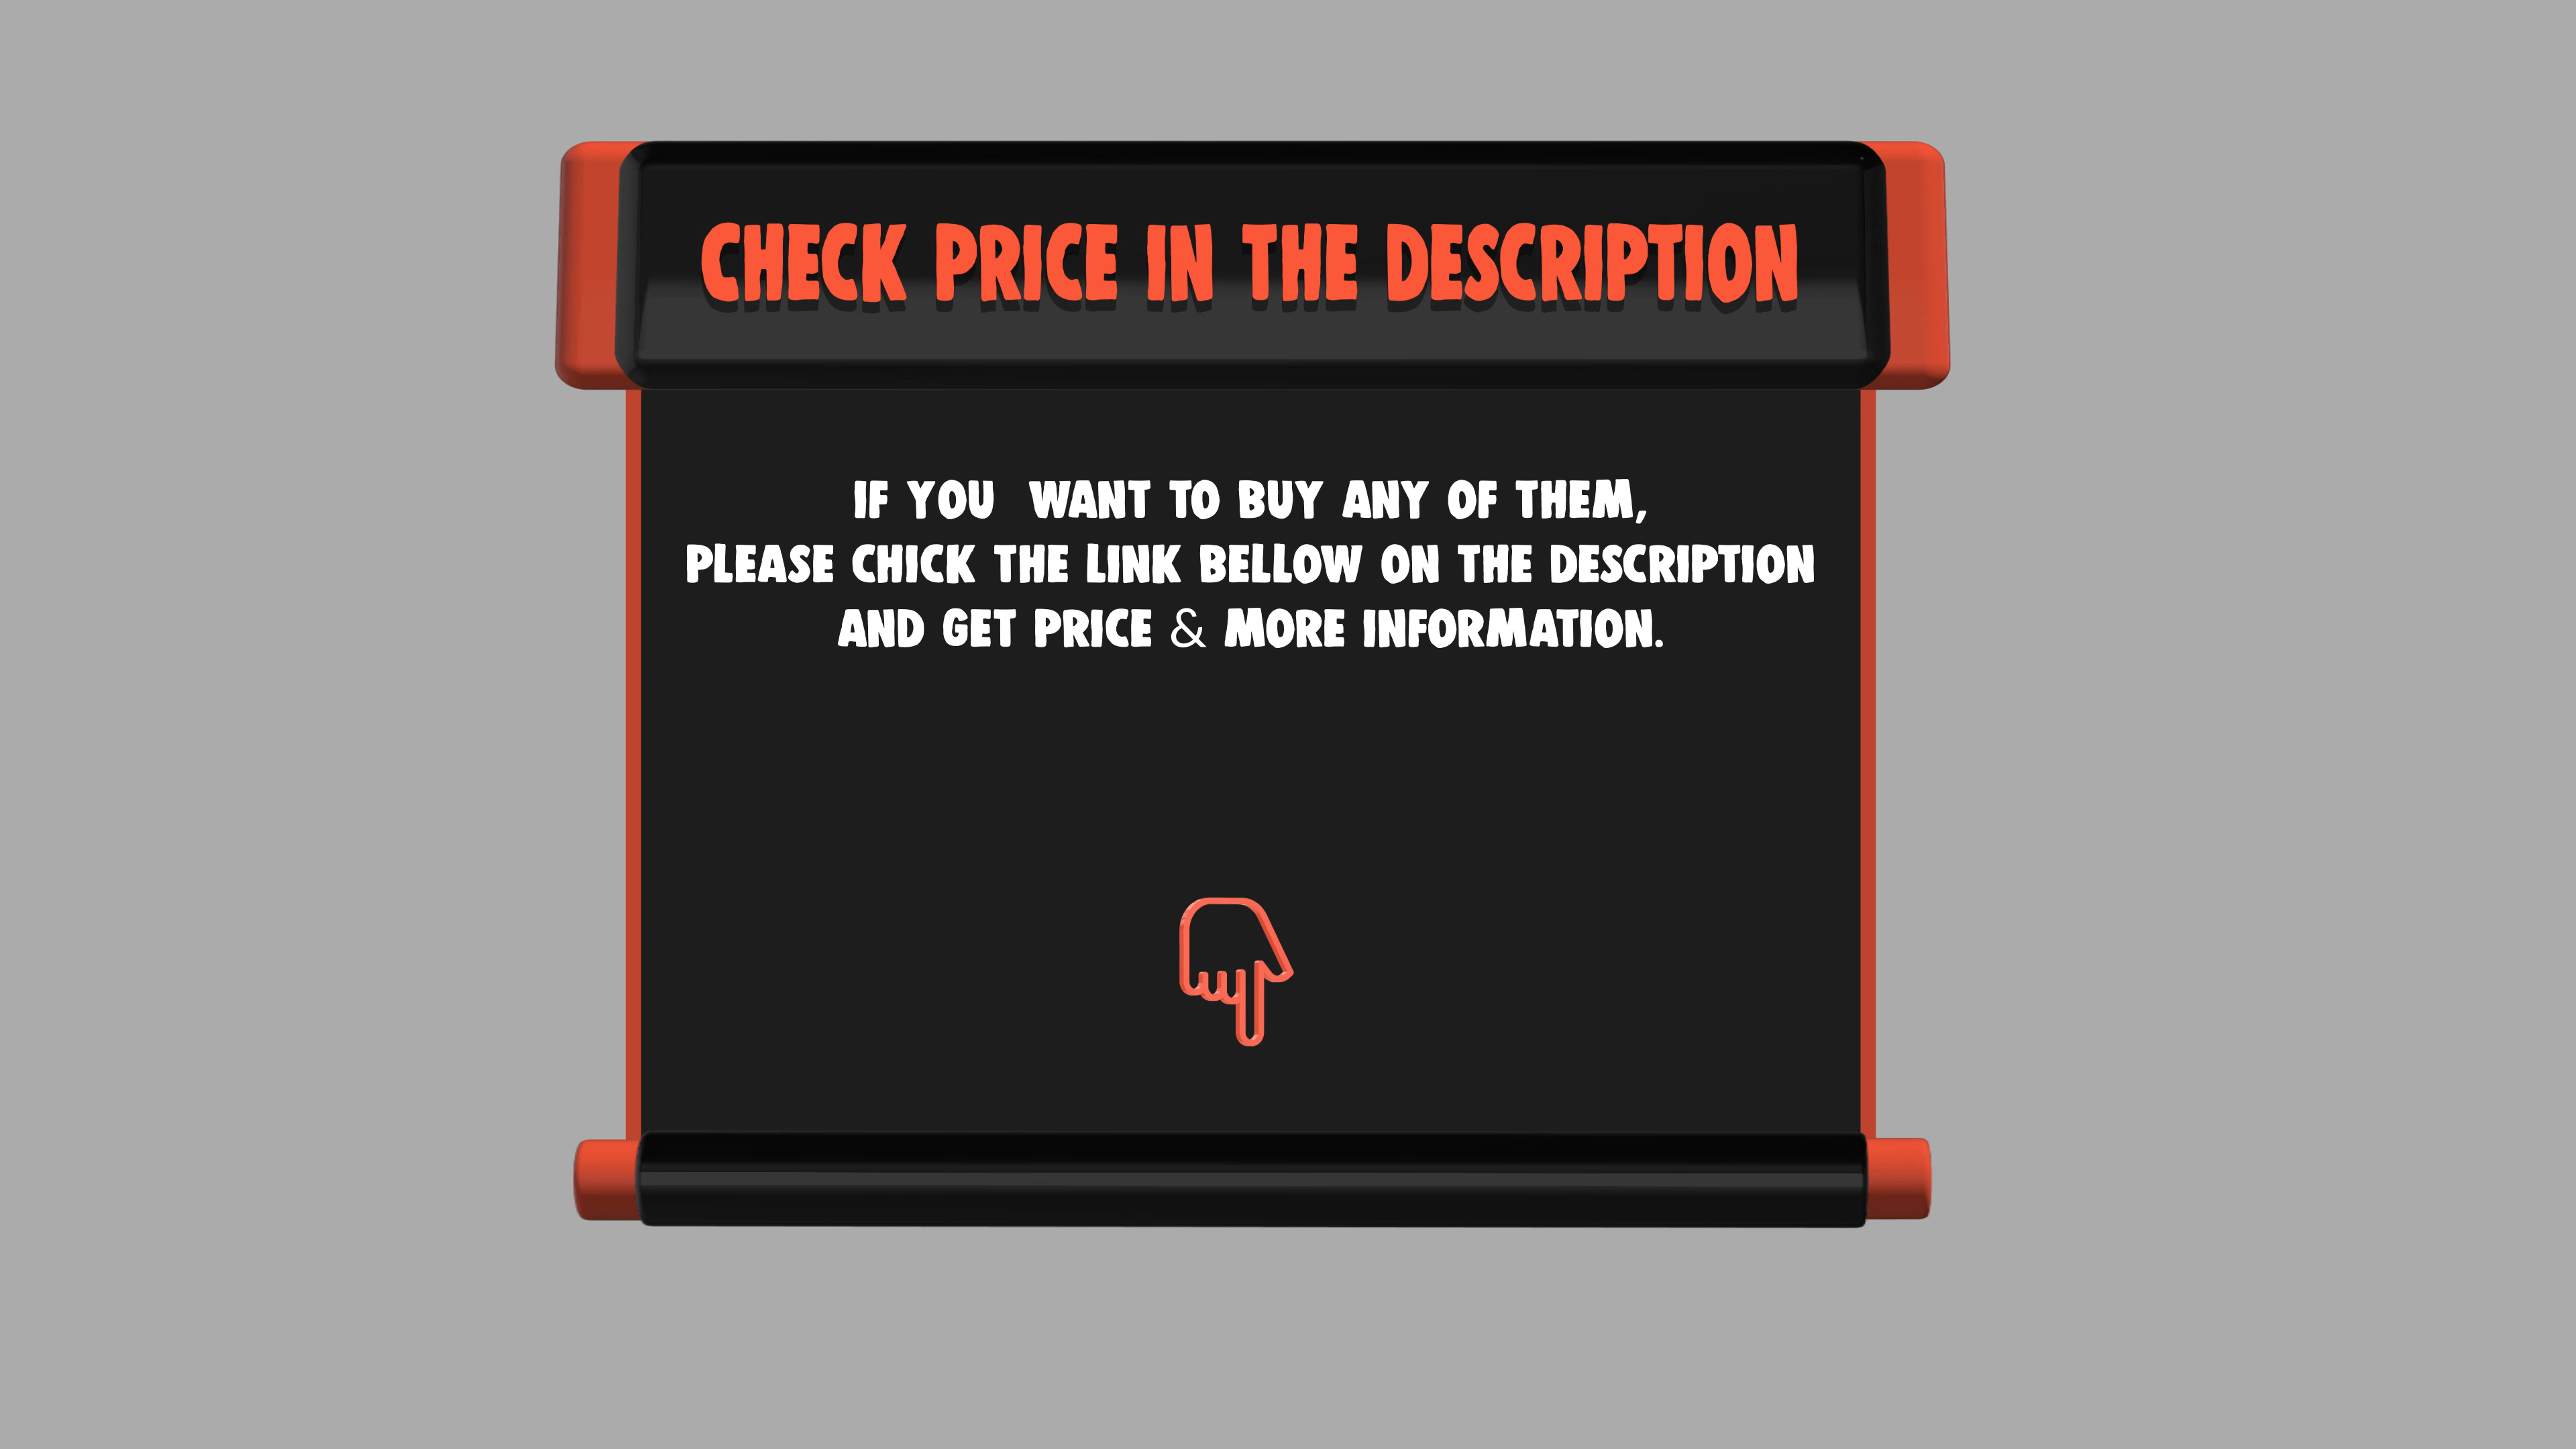 CHECK PRICE IN THE DESCRIPTION
IF YOU WANT TO BUY ANY OF THEM,
PLEASE CHICK THE LINK BELLOW ON THE DESCRIPTION
AND GET PRICE & MORE INFORMATION.